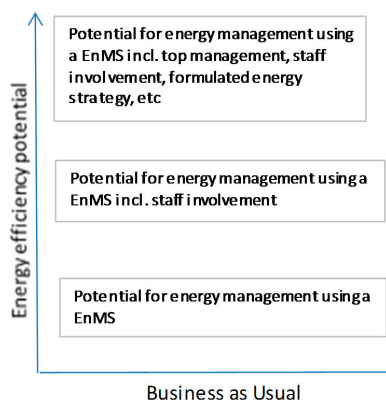 Potential for energy management using
a EnMS incl. top management, staff
involvement, formulated energy
strategy, etc
Potential for energy management using a
EnMS incl. staff involvement
Potential for energy management using a
EnMS
Energy efficiency potential
Business as Usual